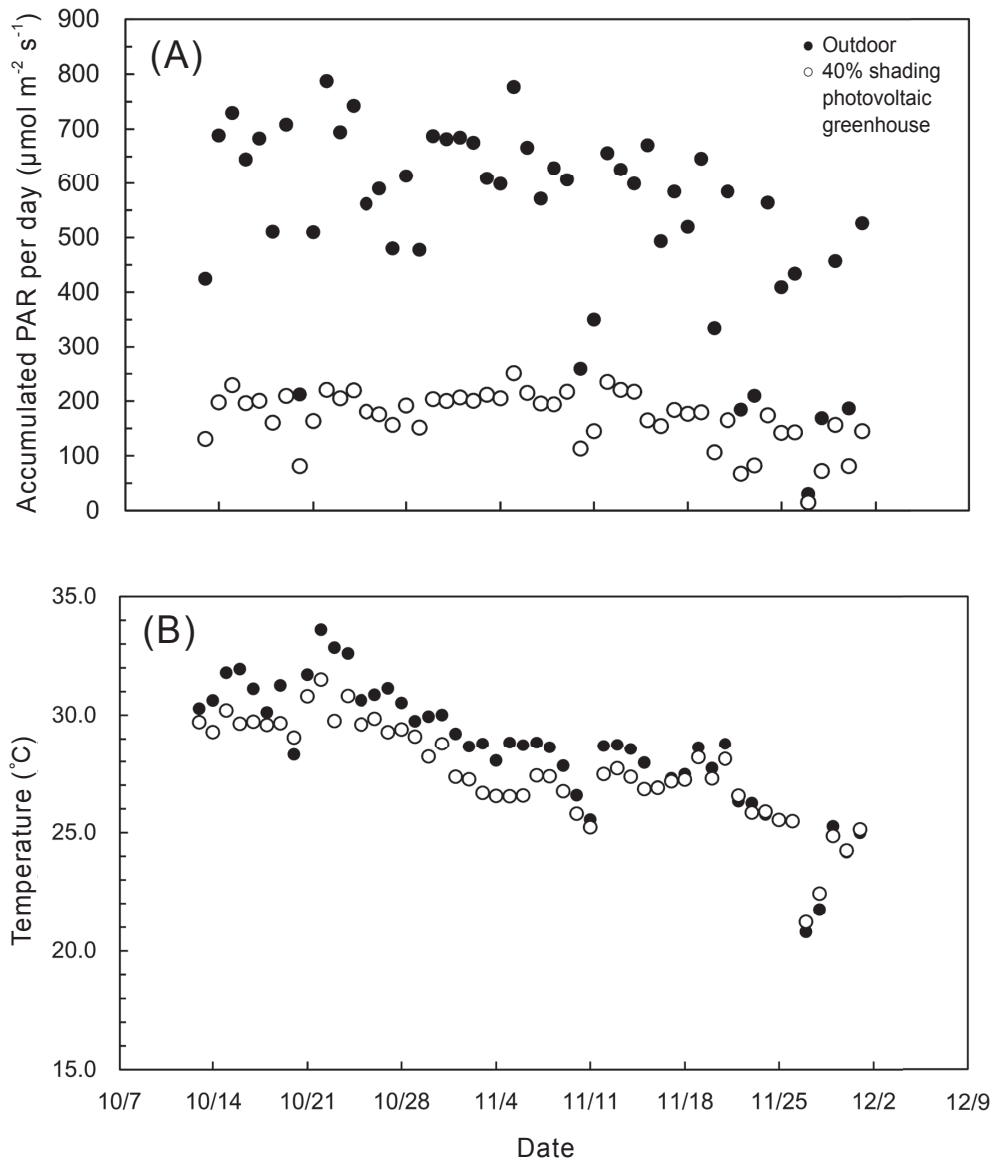 Accumulated PAR per day (µmol m⁻² s⁻¹)
900
800
700
600
500
400
300
200
100
0
(A)
Outdoor
40% shading
photovoltaic
greenhouse
Temperature (°C)
35.0
30.0
25.0
20.0
15.0
(B)
10/7 10/14 10/21 10/28 11/4 11/11 11/18 11/25 12/2 12/9
Date